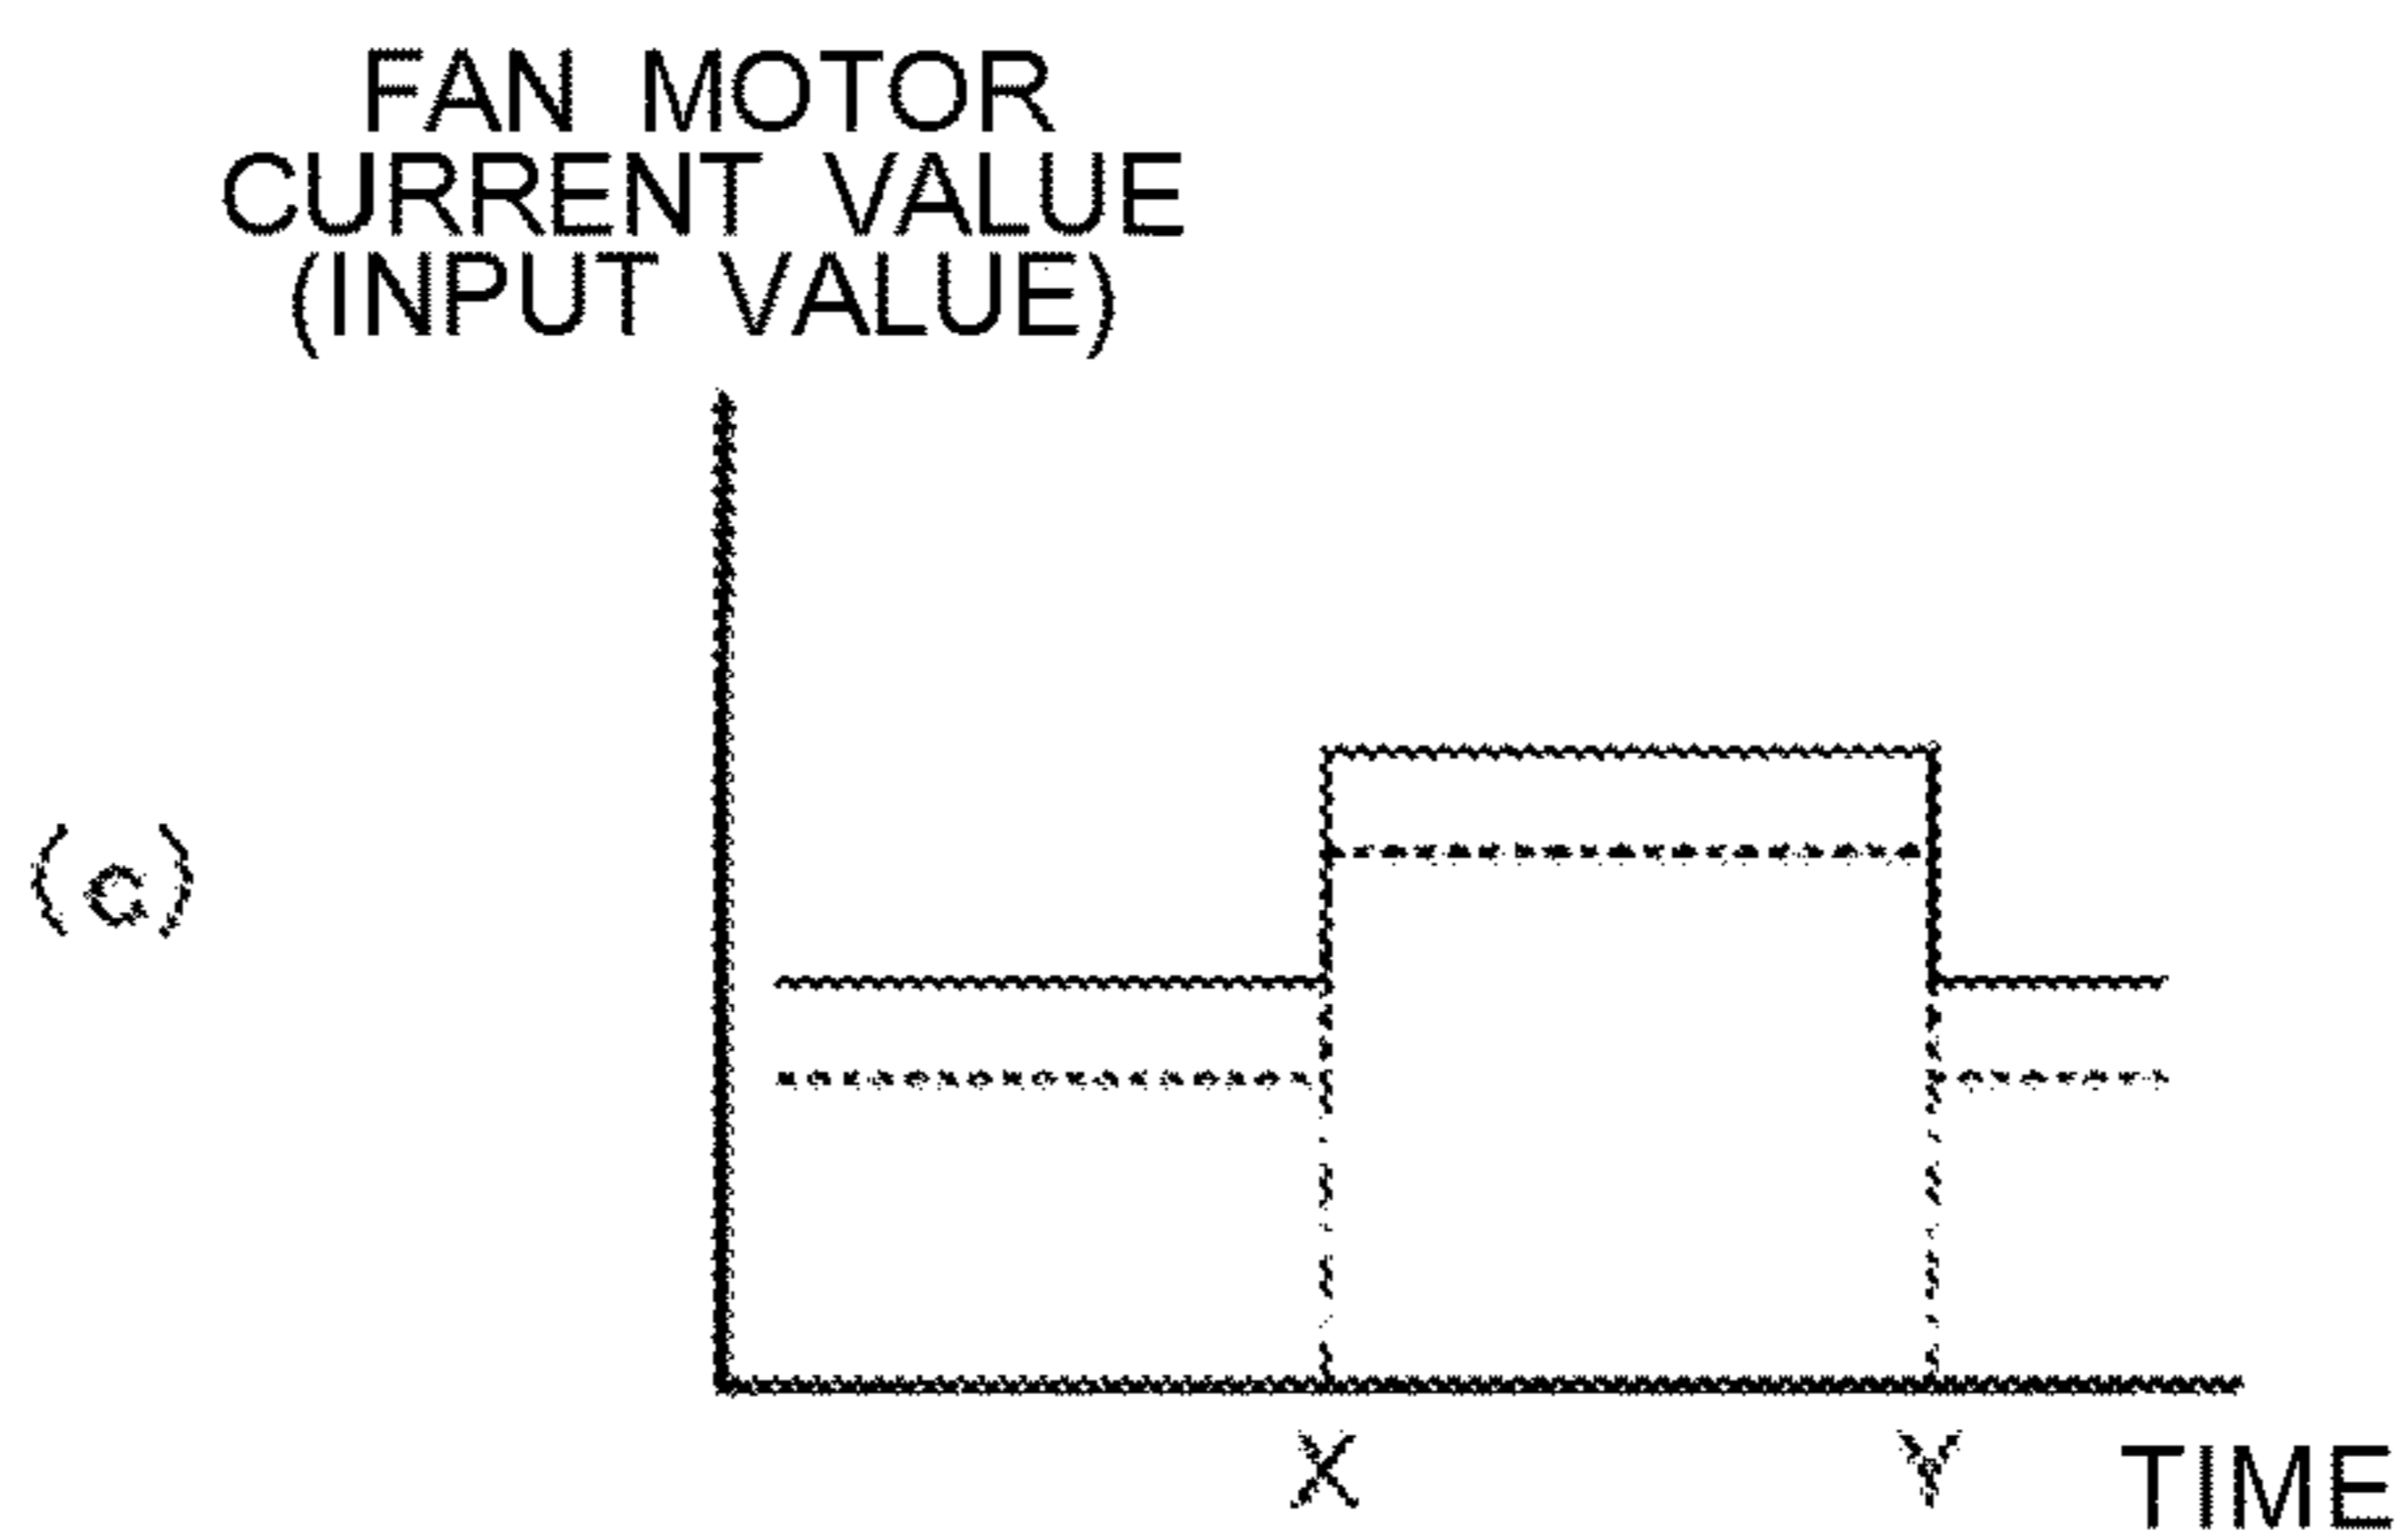 FAN MOTOR
CURRENT VALUE
(INPUT VALUE)
(c)
X
Y
TIME